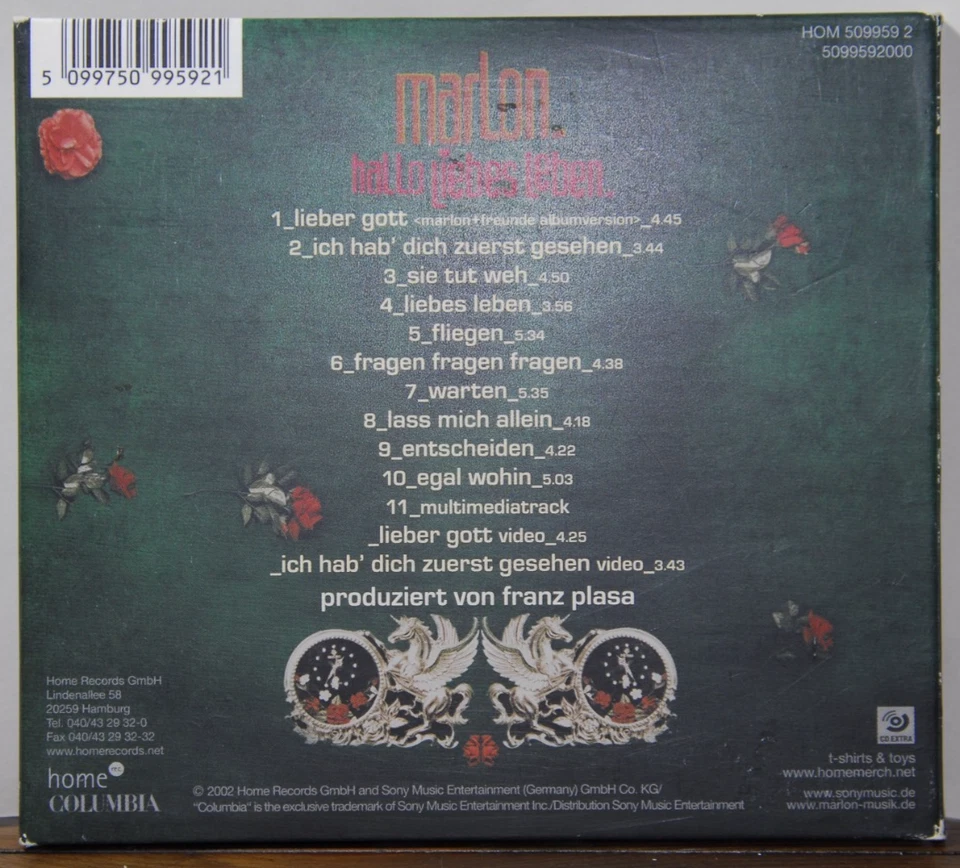 5 099750 995921
HOM 509959 2
5099592000
marlon.
hallo liebes leben.
1_lieber gott <marlon+freunde albumversion>_4.45
2_ich hab' dich zuerst gesehen_3.44
3_sie tut weh_4.50
4_liebes leben_3.56
5_fliegen_5.34
6_fragen fragen fragen_4.38
7_warten_5.35
8_lass mich allein_4.18
9_entscheiden_4.22
10_egal wohin_5.03
11_multimediatrack
_lieber gott video_4.25
_ich hab' dich zuerst gesehen video_3.43
produziert von franz plasa
Home Records GmbH
Lindenallee 58
20259 Hamburg
Tel. 040/43 29 32-0
Fax 040/43 29 32-32
www.homerecords.net
home rec
COLUMBIA
© 2002 Home Records GmbH and Sony Music Entertainment (Germany) GmbH Co. KG/
"Columbia" is the exclusive trademark of Sony Music Entertainment Inc./Distribution Sony Music Entertainment
CD EXTRA
t-shirts & toys
www.homemerch.net
www.sonymusic.de
www.marlon-musik.de